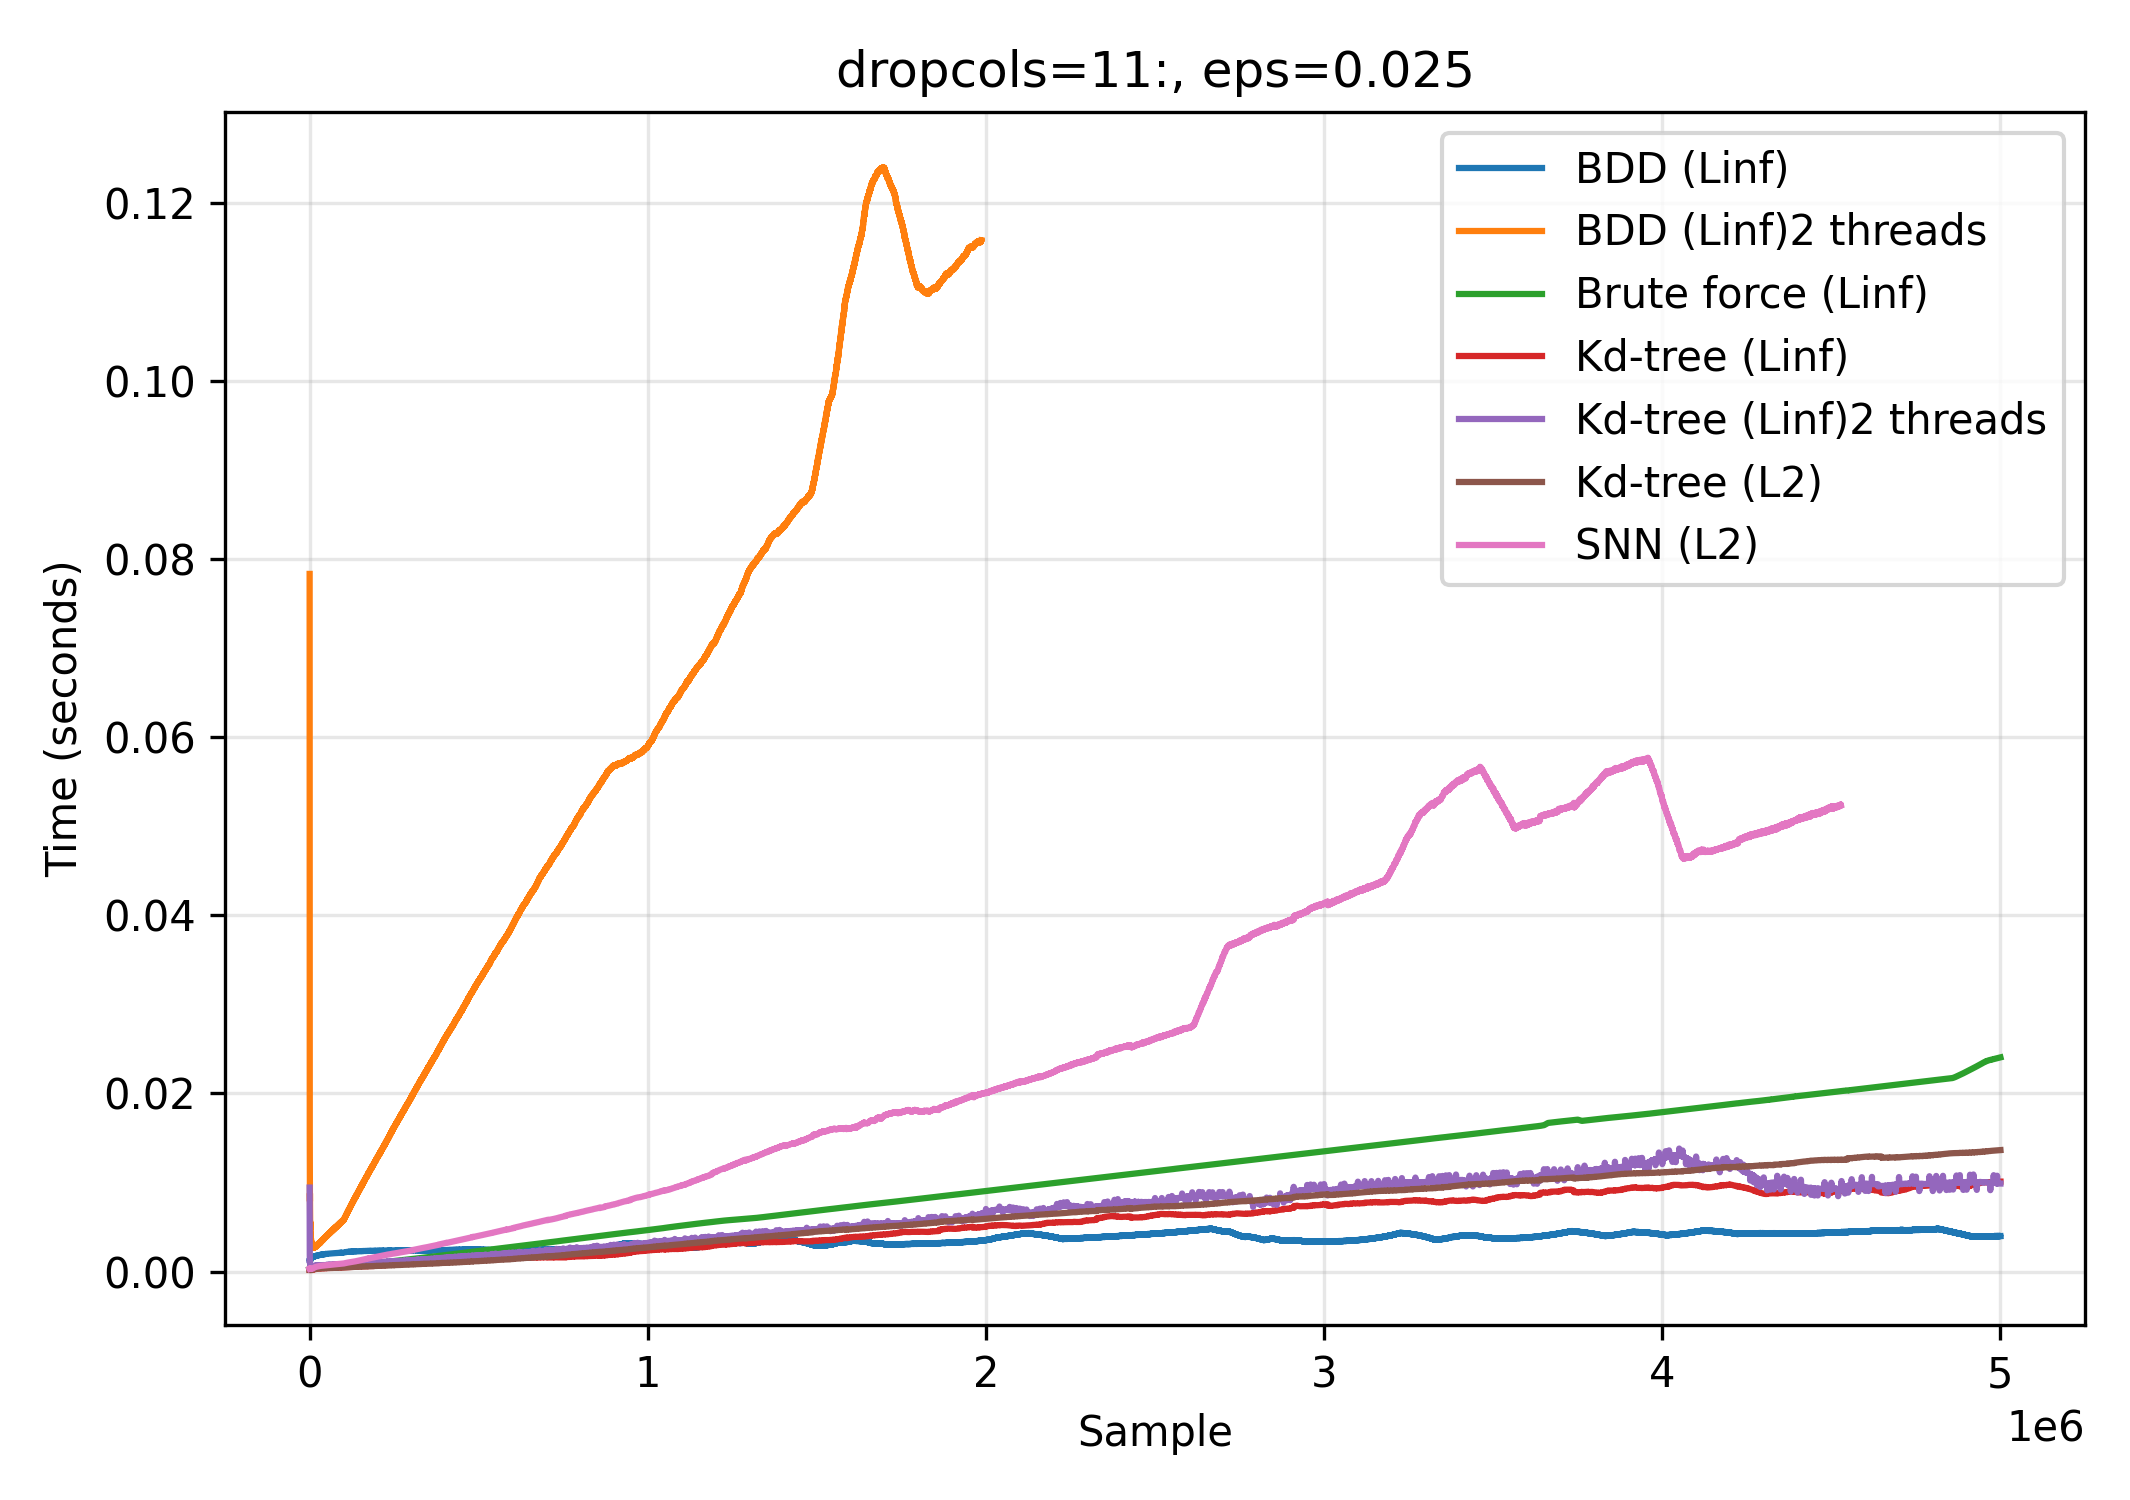 dropcols=11:, eps=0.025
Time (seconds)
0.12
0.10
0.08
0.06
0.04
0.02
0.00
BDD (Linf)
BDD (Linf)2 threads
Brute force (Linf)
Kd-tree (Linf)
Kd-tree (Linf)2 threads
Kd-tree (L2)
SNN (L2)
0 1 2 3 4 5
1e6
Sample